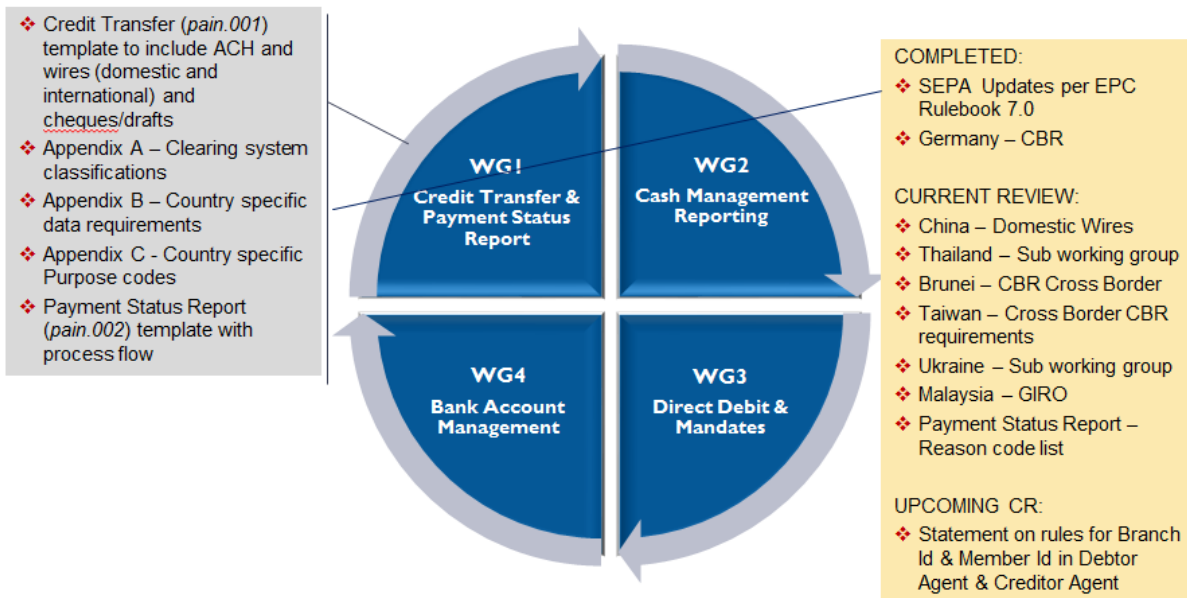 ❖ Credit Transfer (pain.001)
template to include ACH and
wires (domestic and
international) and
cheques/drafts
❖ Appendix A – Clearing system
classifications
❖ Appendix B – Country specific
data requirements
❖ Appendix C - Country specific
Purpose codes
❖ Payment Status Report
(pain.002) template with
process flow
WG1
Credit Transfer &
Payment Status
Report
WG2
Cash Management
Reporting
WG4
Bank Account
Management
WG3
Direct Debit &
Mandates
COMPLETED:
❖ SEPA Updates per EPC
Rulebook 7.0
❖ Germany – CBR
CURRENT REVIEW:
❖ China – Domestic Wires
❖ Thailand – Sub working group
❖ Brunei – CBR Cross Border
❖ Taiwan – Cross Border CBR
requirements
❖ Ukraine – Sub working group
❖ Malaysia – GIRO
❖ Payment Status Report –
Reason code list
UPCOMING CR:
❖ Statement on rules for Branch
Id & Member Id in Debtor
Agent & Creditor Agent